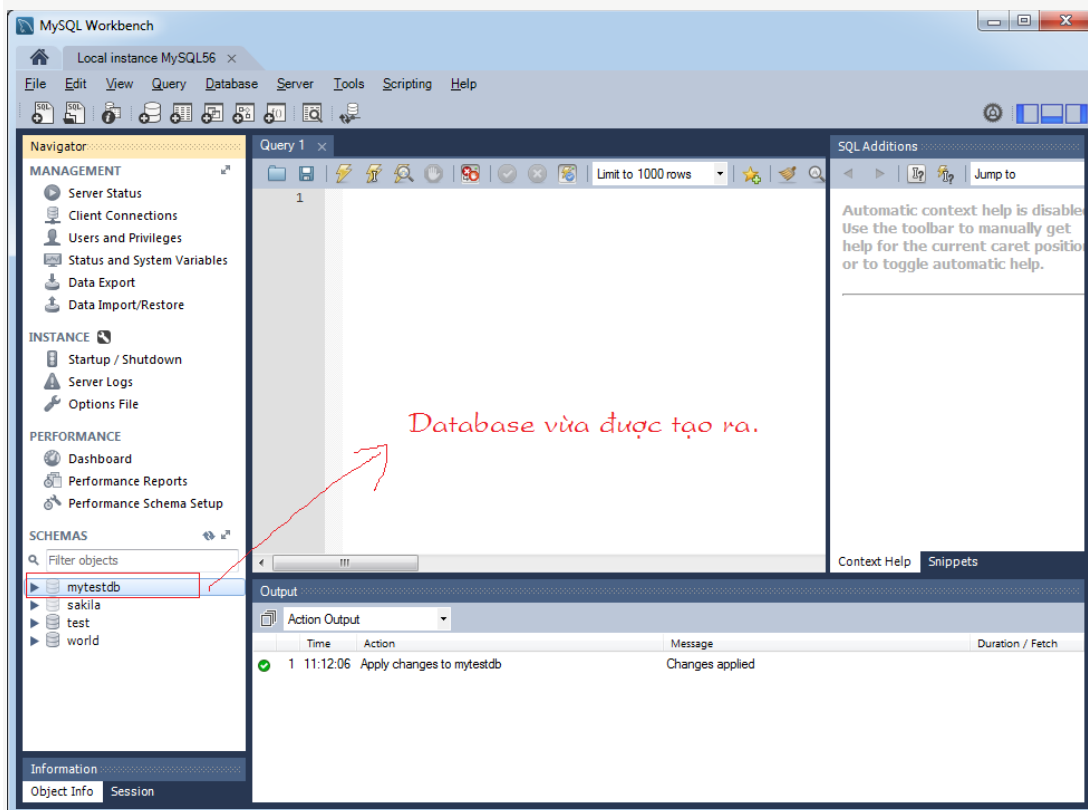 MySQL Workbench
Local instance MySQL56
File Edit View Query Database Server Tools Scripting Help
Navigator
MANAGEMENT
Server Status
Client Connections
Users and Privileges
Status and System Variables
Data Export
Data Import/Restore
INSTANCE
Startup / Shutdown
Server Logs
Options File
PERFORMANCE
Dashboard
Performance Reports
Performance Schema Setup
SCHEMAS
Filter objects
mytestdb
sakila
test
world
Information
Object Info Session
Query 1
Limit to 1000 rows
1
Database vừa được tạo ra.
SQL Additions
Jump to
Automatic context help is disable
Use the toolbar to manually get
help for the current caret positio
or to toggle automatic help.
Context Help Snippets
Output
Action Output
Time Action Message Duration / Fetch
1 11:12:06 Apply changes to mytestdb Changes applied